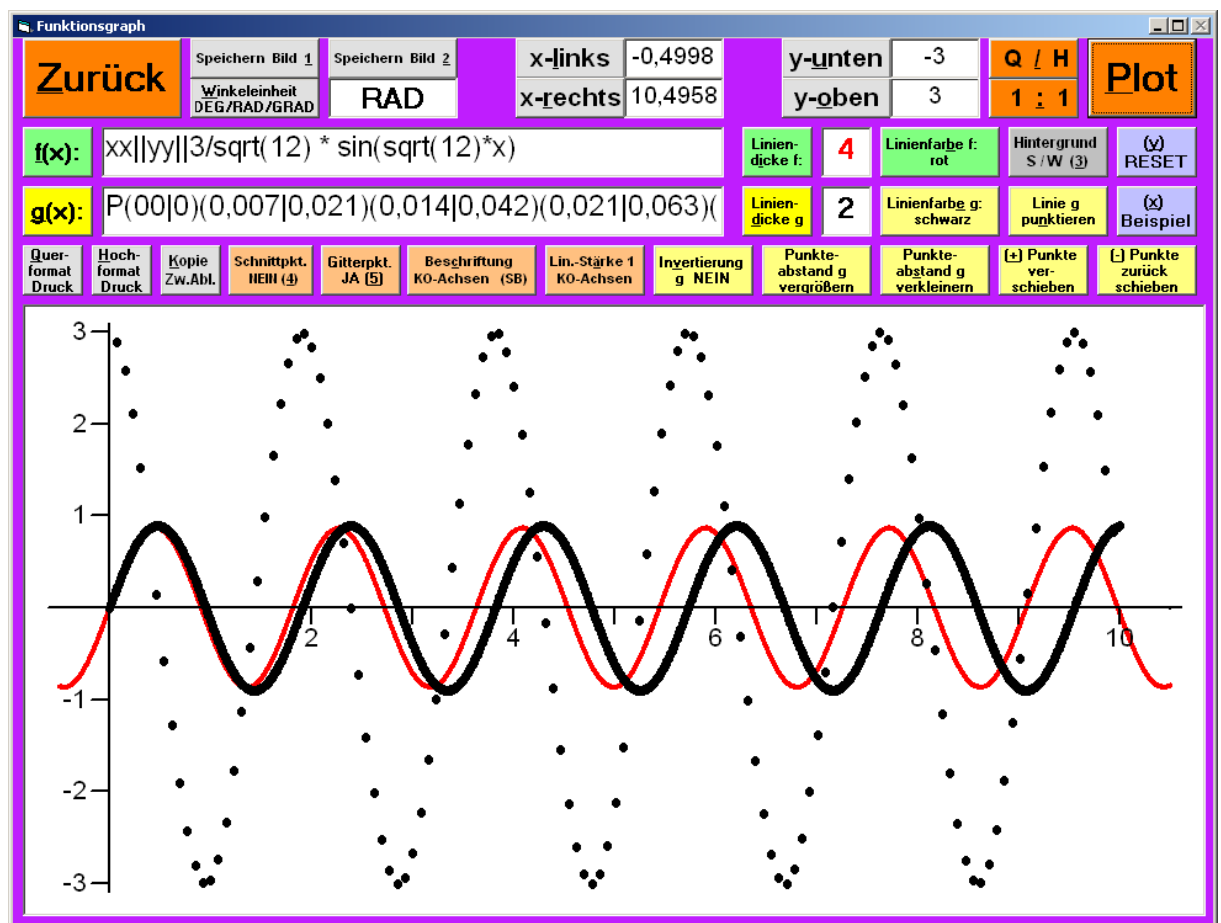 Funktionsgraph
Zurück
Speichern Bild 1
Speichern Bild 2
Winkeleinheit
DEG/RAD/GRAD
RAD
x-links -0,4998
x-rechts 10,4958
y-unten -3
y-oben 3
Q / H
1 : 1
Plot
f(x): xx||yy||3/sqrt(12) * sin(sqrt(12)*x)
Linien-
dicke f:
4
Linienfarbe f:
rot
Hintergrund
S / W (3)
(y)
RESET
g(x): P(00|0)(0,007|0,021)(0,014|0,042)(0,021|0,063)(
Linien-
dicke g
2
Linienfarbe g:
schwarz
Linie g
punktieren
(x)
Beispiel
Quer-
format
Druck
Hoch-
format
Druck
Kopie
Zw.Abl.
Schnittpkt.
NEIN (4)
Gitterpkt.
JA (5)
Beschriftung
KO-Achsen (SB)
Lin.-Stärke 1
KO-Achsen
Invertierung
g NEIN
Punkte-
abstand g
vergrößern
Punkte-
abstand g
verkleinern
(+) Punkte
ver-
schieben
(-) Punkte
zurück
schieben
3
2
1
-1
-2
-3
2 4 6 8 10